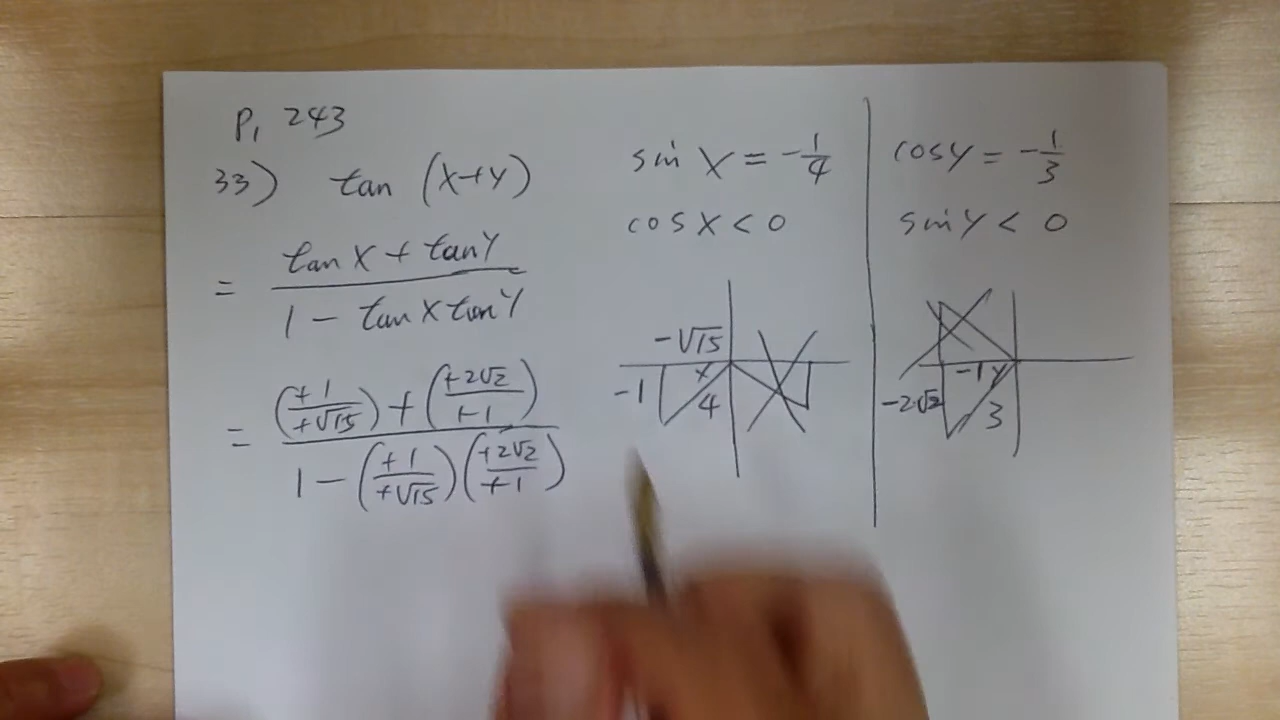 P. 243
33) tan (x+y)
= (tan x + tan y) / (1 - tan x tan y)
= ((+1/+√15) + (+2√2/+1)) / (1 - (+1/+√15)(+2√2/+1))
sin x = -1/4
cos x < 0
-√15
-1 x
4
cos y = -1/3
sin y < 0
-1 y
-2√2 3